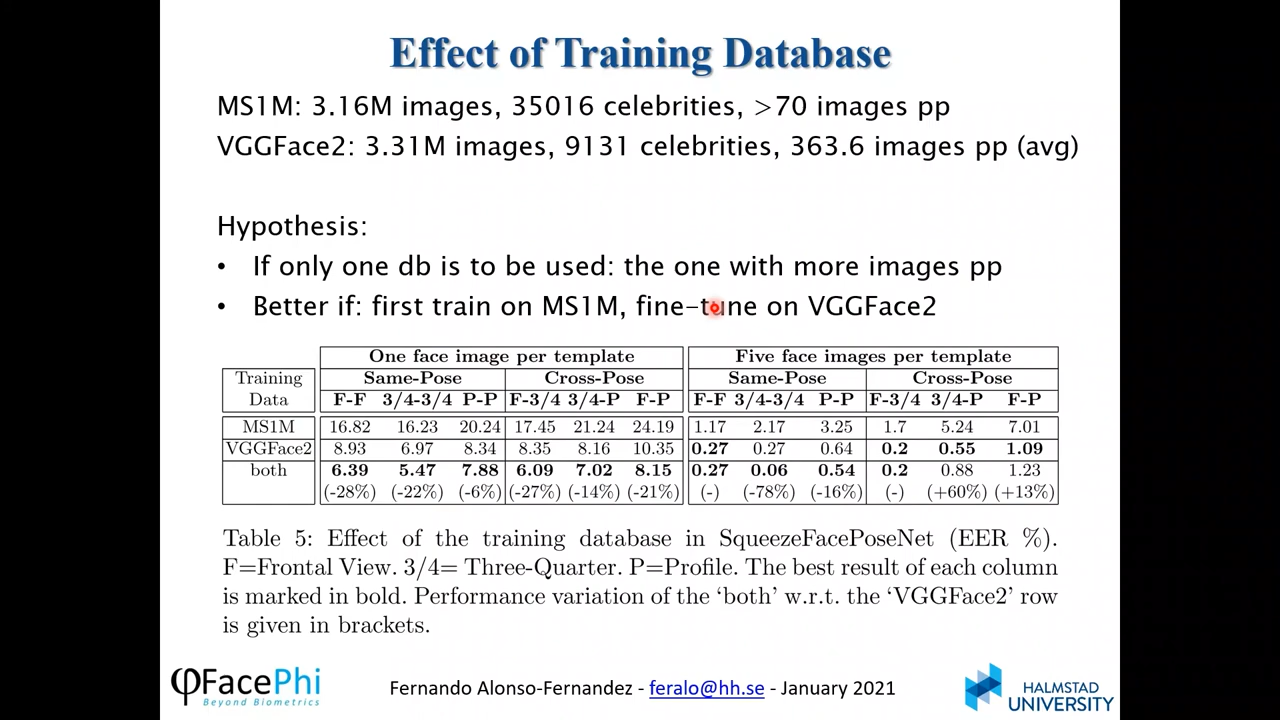 Effect of Training Database
MS1M: 3.16M images, 35016 celebrities, >70 images pp
VGGFace2: 3.31M images, 9131 celebrities, 363.6 images pp (avg)
Hypothesis:
• If only one db is to be used: the one with more images pp
• Better if: first train on MS1M, fine-tune on VGGFace2
One face image per template Five face images per template
Training Same-Pose Cross-Pose Same-Pose Cross-Pose
Data F-F 3/4-3/4 P-P F-3/4 3/4-P F-P F-F 3/4-3/4 P-P F-3/4 3/4-P F-P
MS1M 16.82 16.23 20.24 17.45 21.24 24.19 1.17 2.17 3.25 1.7 5.24 7.01
VGGFace2 8.93 6.97 8.34 8.35 8.16 10.35 0.27 0.27 0.64 0.2 0.55 1.09
both 6.39 5.47 7.88 6.09 7.02 8.15 0.27 0.06 0.54 0.2 0.88 1.23
(-28%) (-22%) (-6%) (-27%) (-14%) (-21%) (-) (-78%) (-16%) (-) (+60%) (+13%)
Table 5: Effect of the training database in SqueezeFacePoseNet (EER %).
F=Frontal View. 3/4= Three-Quarter. P=Profile. The best result of each column
is marked in bold. Performance variation of the ‘both’ w.r.t. the ‘VGGFace2’ row
is given in brackets.
φFacePhi
Beyond Biometrics
Fernando Alonso-Fernandez - feralo@hh.se - January 2021
HALMSTAD
UNIVERSITY